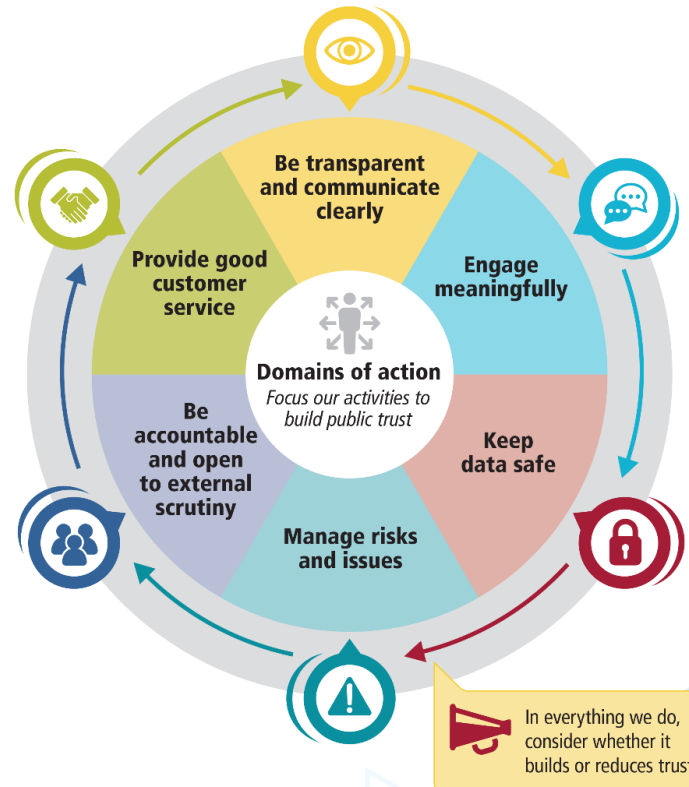 Be transparent
and communicate
clearly
Engage
meaningfully
Keep
data safe
Manage risks
and issues
Be
accountable
and open
to external
scrutiny
Provide good
customer
service
Domains of action
Focus our activities to
build public trust
In everything we do,
consider whether it
builds or reduces trust